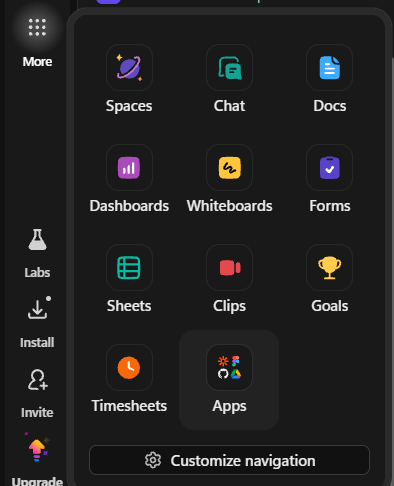 More
Spaces
Chat
Docs
Dashboards
Whiteboards
Forms
Labs
Sheets
Clips
Goals
Install
Timesheets
Apps
Invite
Customize navigation
Upgrade